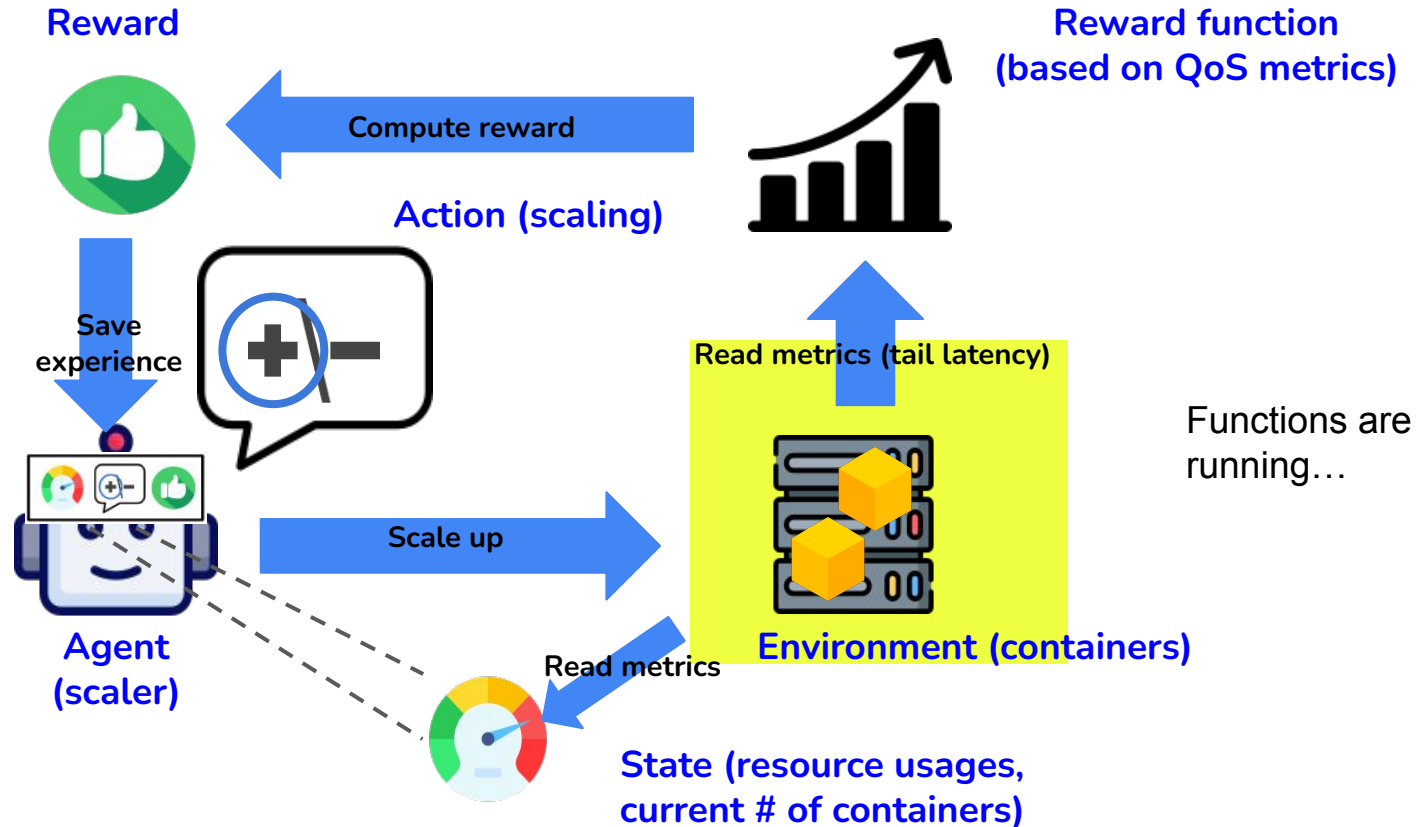 Reward
Reward function
(based on QoS metrics)
Compute reward
Action (scaling)
Save
experience
Read metrics (tail latency)
Functions are
running…
Scale up
Agent
(scaler)
Read metrics
Environment (containers)
State (resource usages,
current # of containers)